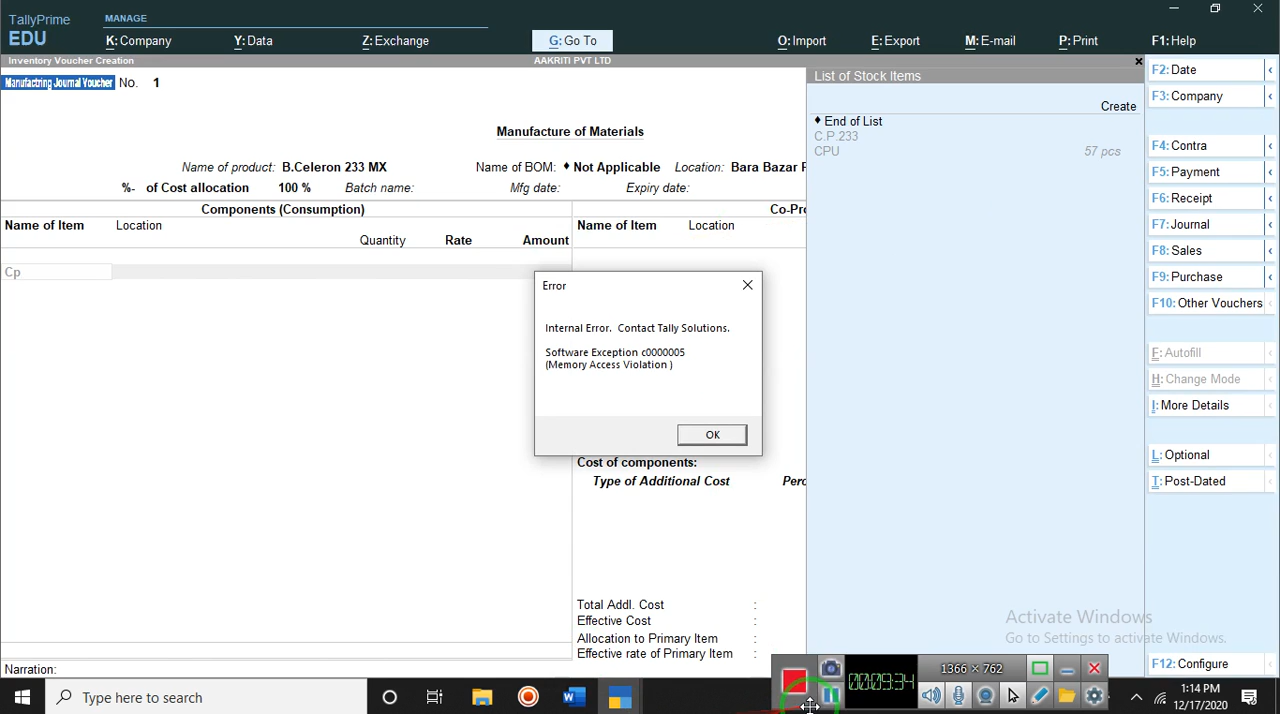 TallyPrime
EDU
MANAGE
K: Company
Y: Data
Z: Exchange
G: Go To
O: Import
E: Export
M: E-mail
P: Print
F1: Help
Inventory Voucher Creation
AAKRITI PVT LTD
Manufacturing Journal Voucher No. 1
Manufacture of Materials
Name of product: B.Celeron 233 MX
Name of BOM: ♦ Not Applicable
Location: Bara Bazar
%- of Cost allocation 100 %
Batch name:
Mfg date:
Expiry date:
Components (Consumption)
Co-Pro
Name of Item
Location
Quantity
Rate
Amount
Name of Item
Location
Cp
Error
Internal Error. Contact Tally Solutions.
Software Exception c0000005
(Memory Access Violation )
OK
Cost of components:
Type of Additional Cost
Perc
Total Addl. Cost :
Effective Cost :
Allocation to Primary Item :
Effective rate of Primary Item :
Narration:
List of Stock Items
Create
♦ End of List
C.P.233
CPU 57 pcs
F2: Date
F3: Company
F4: Contra
F5: Payment
F6: Receipt
F7: Journal
F8: Sales
F9: Purchase
F10: Other Vouchers
F: Autofill
H: Change Mode
I: More Details
L: Optional
T: Post-Dated
F12: Configure
Activate Windows
Go to Settings to activate Windows.
00:09:34
1366 × 762
Type here to search
1:14 PM
12/17/2020